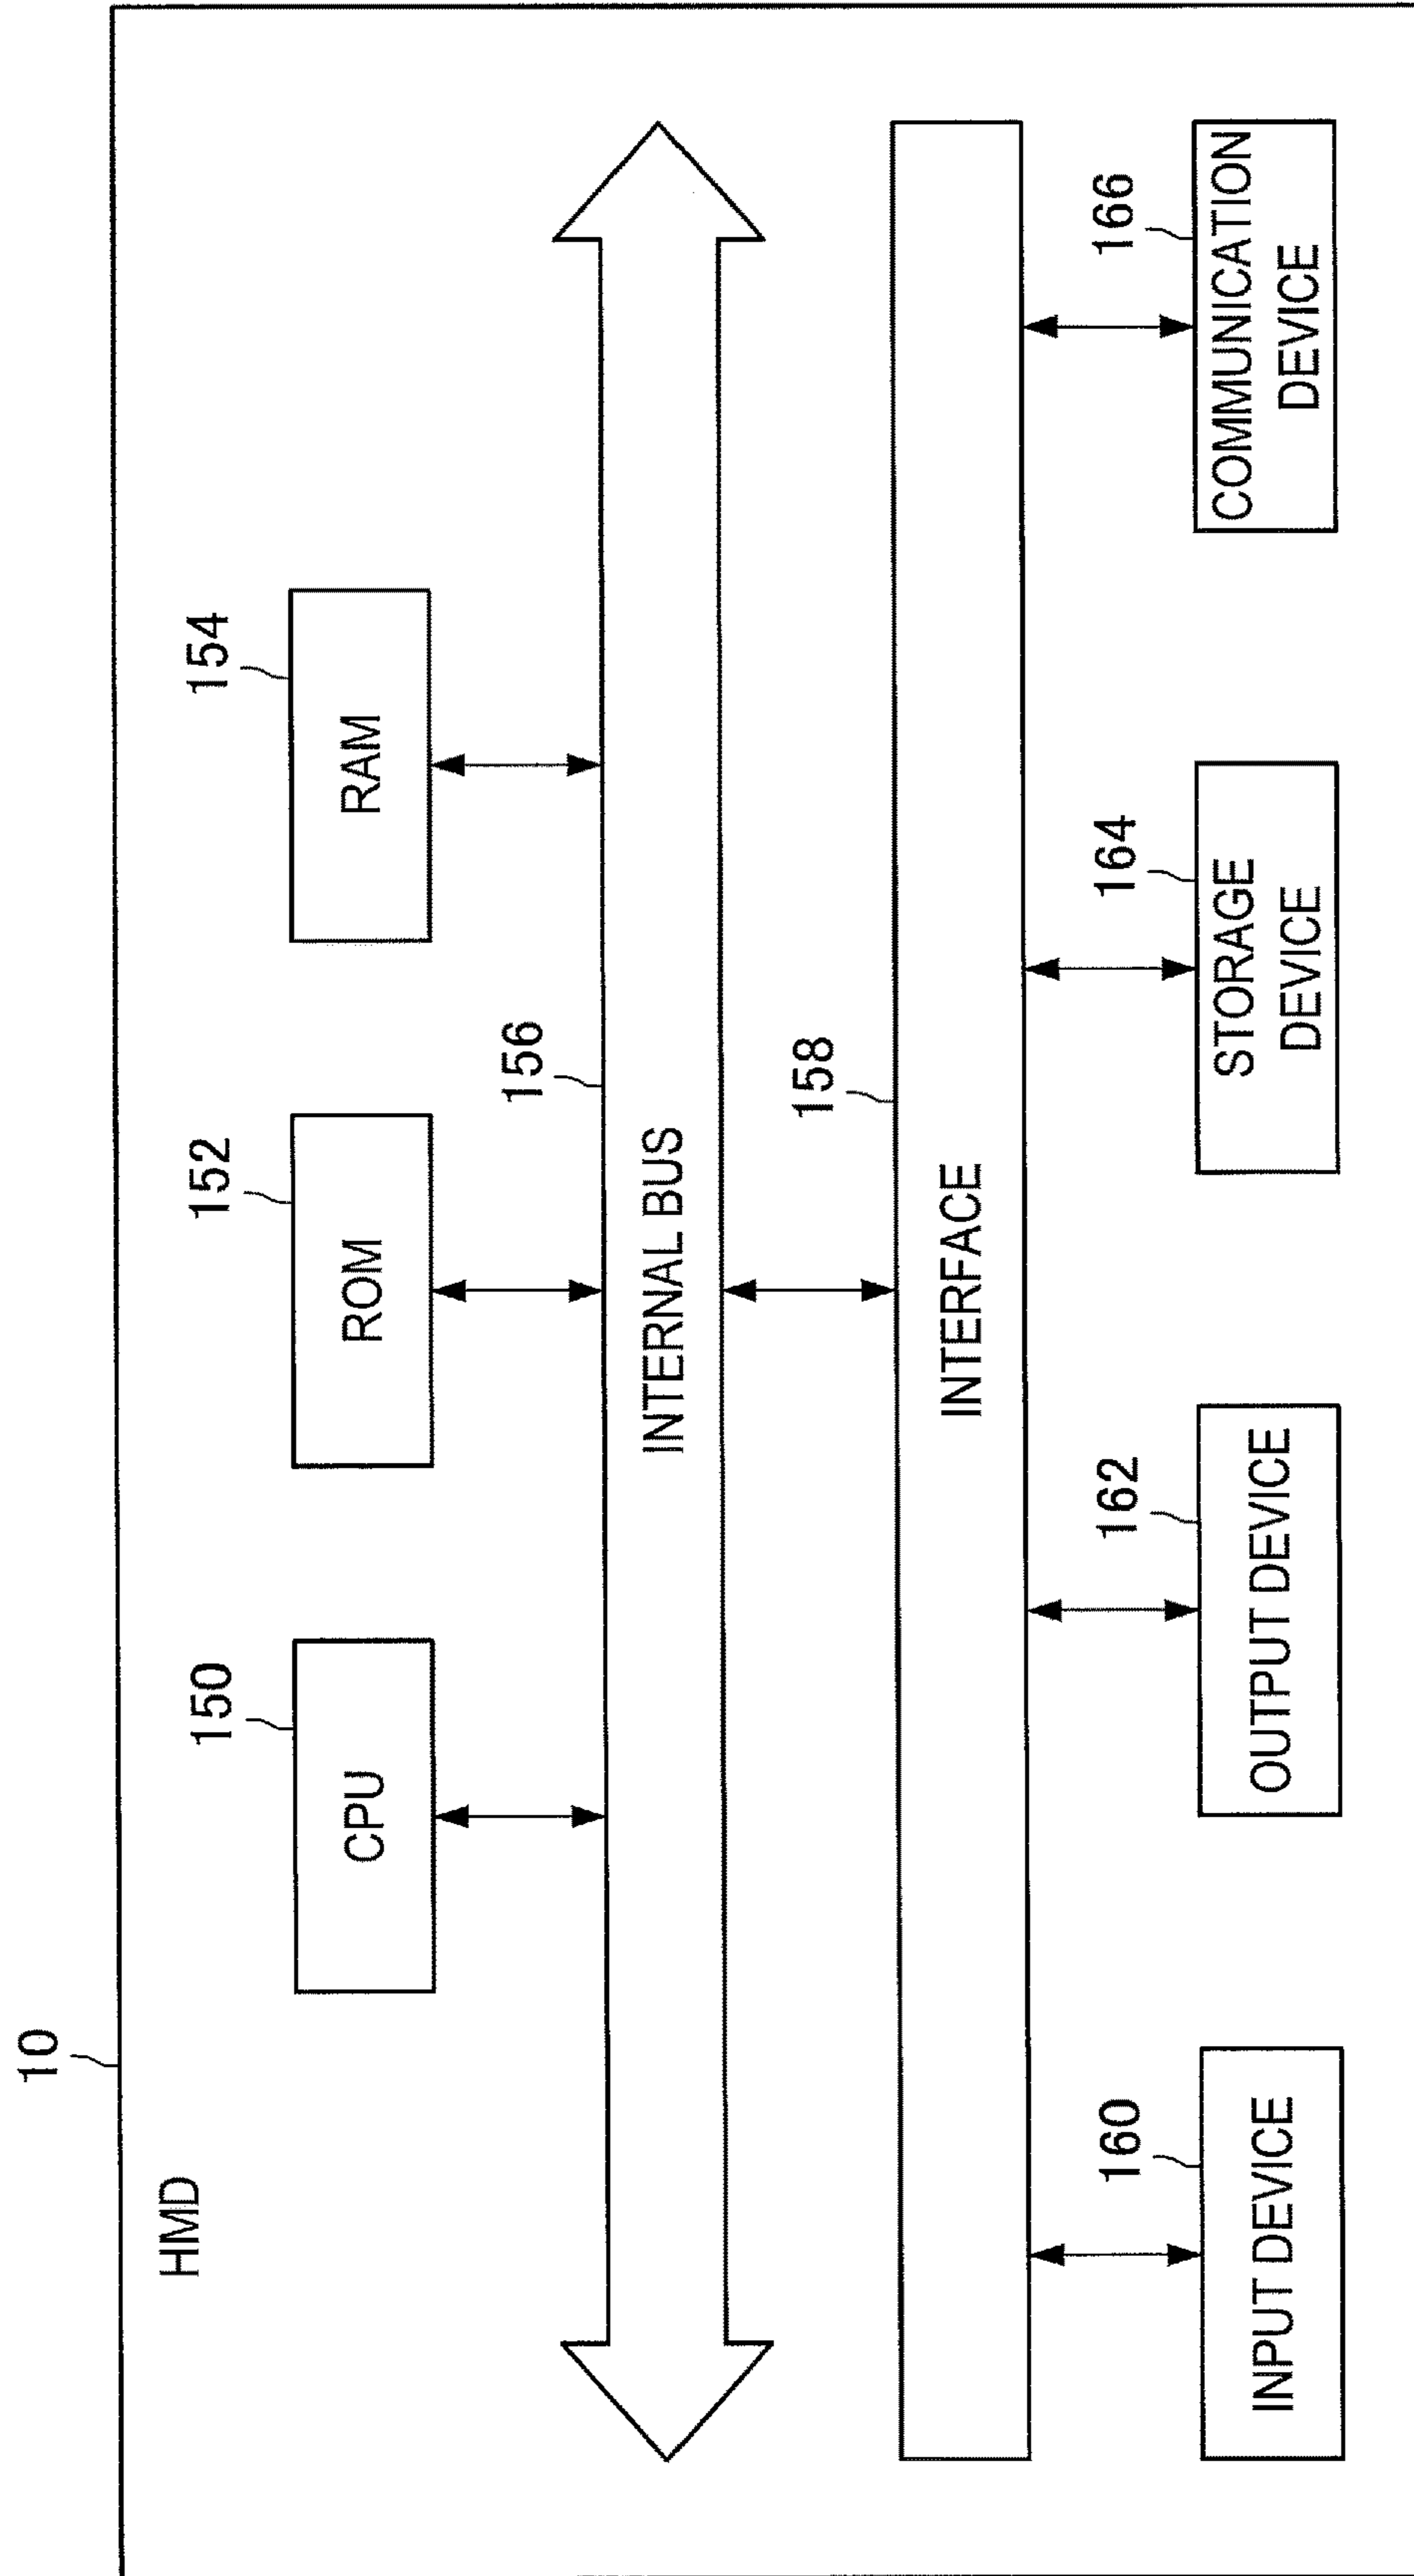 10
HMD
150
152
154
CPU
ROM
RAM
156
INTERNAL BUS
158
INTERFACE
160
162
164
166
INPUT DEVICE
OUTPUT DEVICE
STORAGE
DEVICE
COMMUNICATION
DEVICE